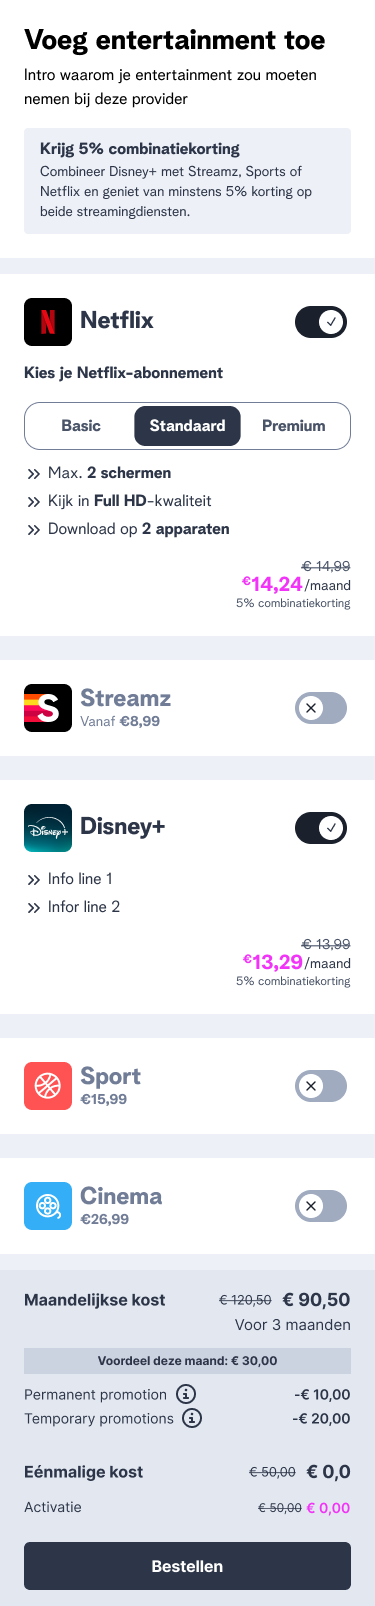 Voeg entertainment toe
Intro waarom je entertainment zou moeten
nemen bij deze provider
Krijg 5% combinatiekorting
Combineer Disney+ met Streamz, Sports of
Netflix en geniet van minstens 5% korting op
beide streamingdiensten.
N Netflix
Kies je Netflix-abonnement
Basic Standaard Premium
Max. 2 schermen
Kijk in Full HD-kwaliteit
Download op 2 apparaten
€ 14,99
€14,24/maand
5% combinatiekorting
S Streamz
Vanaf €8,99
Disney+ Disney+
Info line 1
Infor line 2
€ 13,99
€13,29/maand
5% combinatiekorting
Sport
€15,99
Cinema
€26,99
Maandelijkse kost € 120,50 € 90,50
Voor 3 maanden
Voordeel deze maand: € 30,00
Permanent promotion -€ 10,00
Temporary promotions -€ 20,00
Eénmalige kost € 50,00 € 0,0
Activatie € 50,00 € 0,00
Bestellen